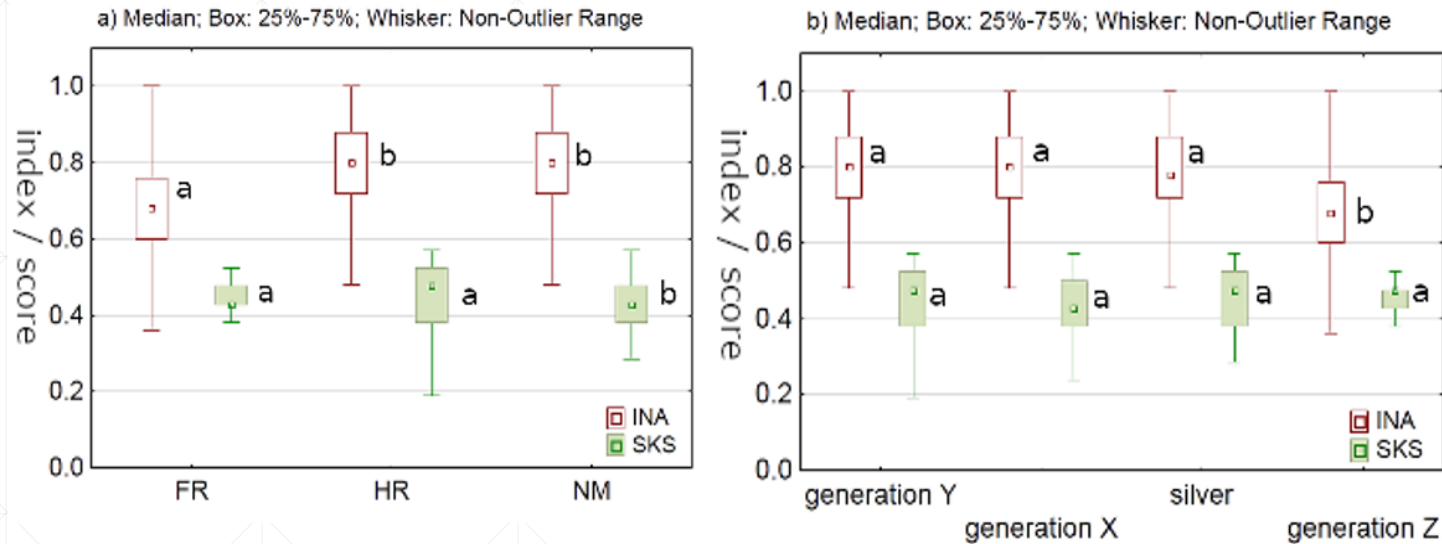 a) Median; Box: 25%-75%; Whisker: Non-Outlier Range
index / score
1.0
0.8
0.6
0.4
0.2
0.0
a
a
b
a
b
b
INA
SKS
FR HR NM
b) Median; Box: 25%-75%; Whisker: Non-Outlier Range
index / score
1.0
0.8
0.6
0.4
0.2
0.0
a
a
a
a
a
a
b
a
INA
SKS
generation Y silver
generation X generation Z